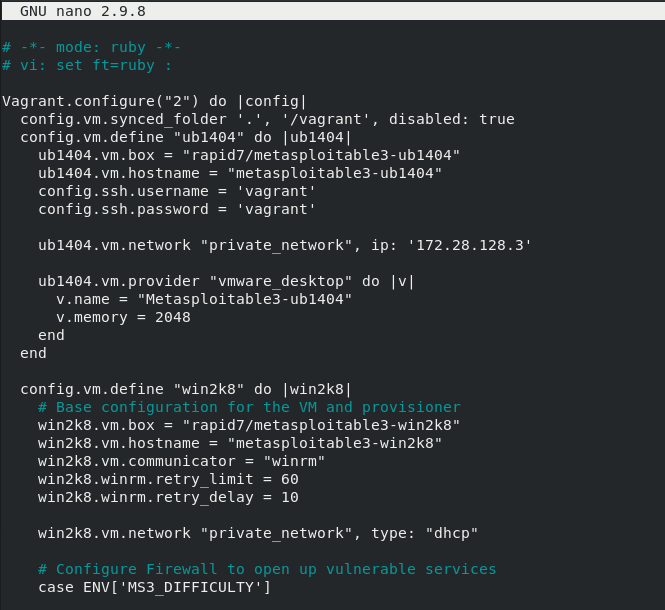 GNU nano 2.9.8
# -*- mode: ruby -*-
# vi: set ft=ruby :
Vagrant.configure("2") do |config|
  config.vm.synced_folder '.', '/vagrant', disabled: true
  config.vm.define "ub1404" do |ub1404|
    ub1404.vm.box = "rapid7/metasploitable3-ub1404"
    ub1404.vm.hostname = "metasploitable3-ub1404"
    config.ssh.username = 'vagrant'
    config.ssh.password = 'vagrant'
    ub1404.vm.network "private_network", ip: '172.28.128.3'
    ub1404.vm.provider "vmware_desktop" do |v|
      v.name = "Metasploitable3-ub1404"
      v.memory = 2048
    end
  end
  config.vm.define "win2k8" do |win2k8|
    # Base configuration for the VM and provisioner
    win2k8.vm.box = "rapid7/metasploitable3-win2k8"
    win2k8.vm.hostname = "metasploitable3-win2k8"
    win2k8.vm.communicator = "winrm"
    win2k8.winrm.retry_limit = 60
    win2k8.winrm.retry_delay = 10
    win2k8.vm.network "private_network", type: "dhcp"
    # Configure Firewall to open up vulnerable services
    case ENV['MS3_DIFFICULTY']